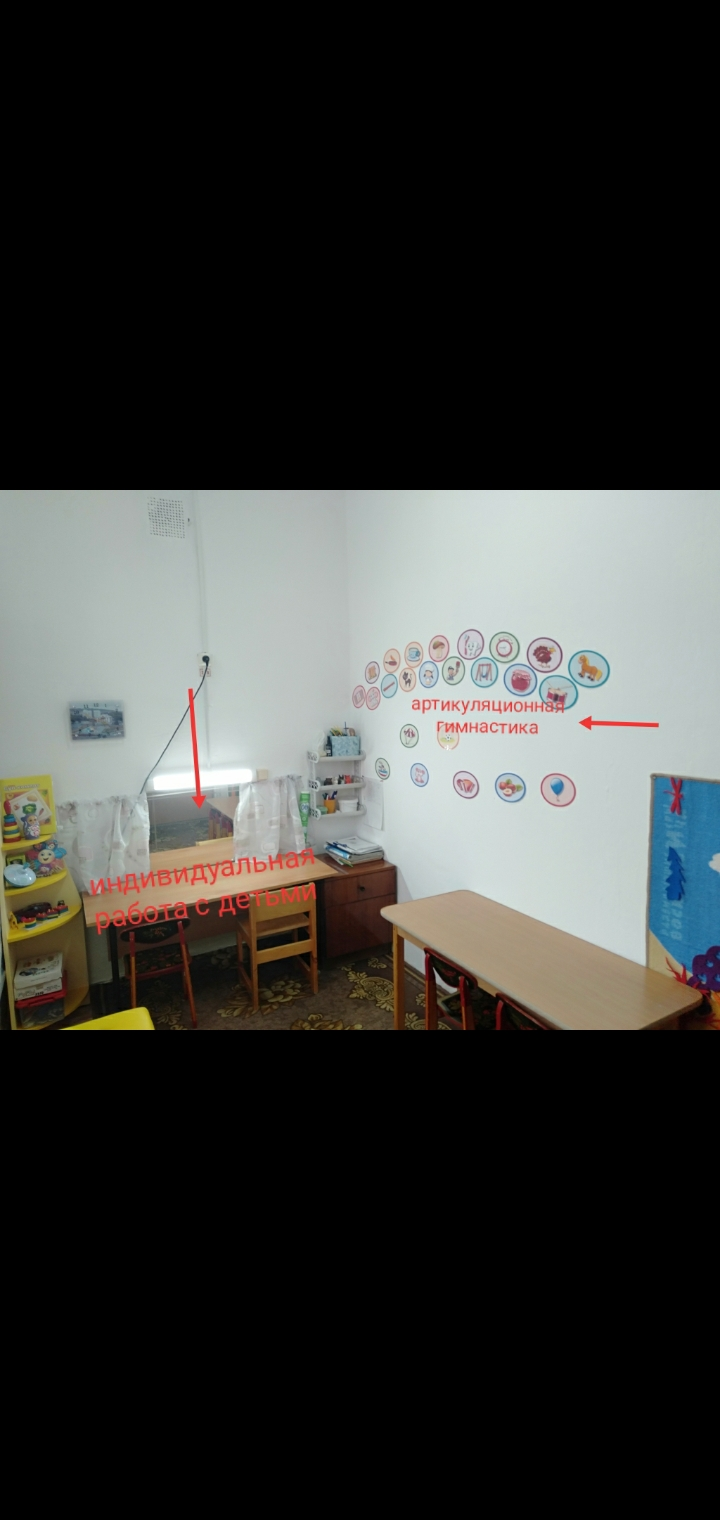 артикуляционная
гимнастика
индивидуальная
работа с детьми